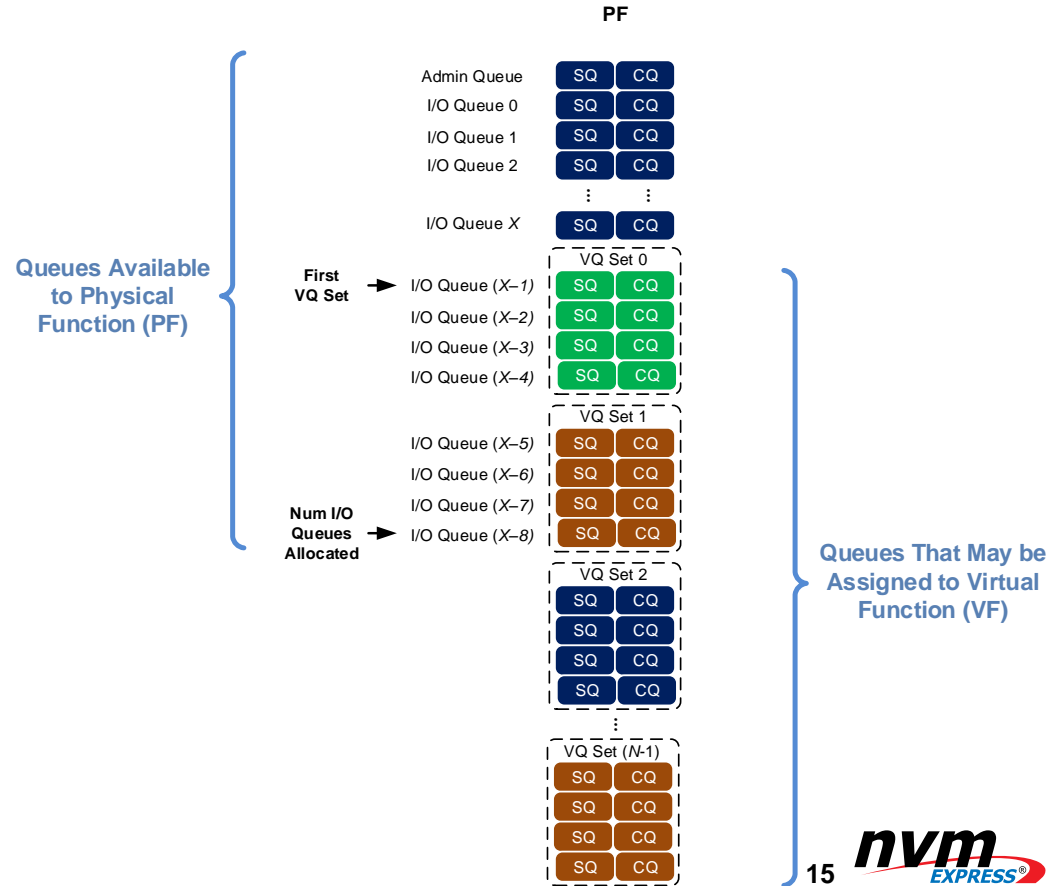 PF
Admin Queue SQ CQ
I/O Queue 0 SQ CQ
I/O Queue 1 SQ CQ
I/O Queue 2 SQ CQ
... ...
I/O Queue X SQ CQ
Queues Available
to Physical
Function (PF)
VQ Set 0
First
VQ Set
I/O Queue (X–1) SQ CQ
I/O Queue (X–2) SQ CQ
I/O Queue (X–3) SQ CQ
I/O Queue (X–4) SQ CQ
VQ Set 1
I/O Queue (X–5) SQ CQ
I/O Queue (X–6) SQ CQ
I/O Queue (X–7) SQ CQ
Num I/O
Queues
Allocated
I/O Queue (X–8) SQ CQ
Queues That May be
Assigned to Virtual
Function (VF)
VQ Set 2
SQ CQ
SQ CQ
SQ CQ
SQ CQ
...
VQ Set (N-1)
SQ CQ
SQ CQ
SQ CQ
SQ CQ
15
nvm
EXPRESS®